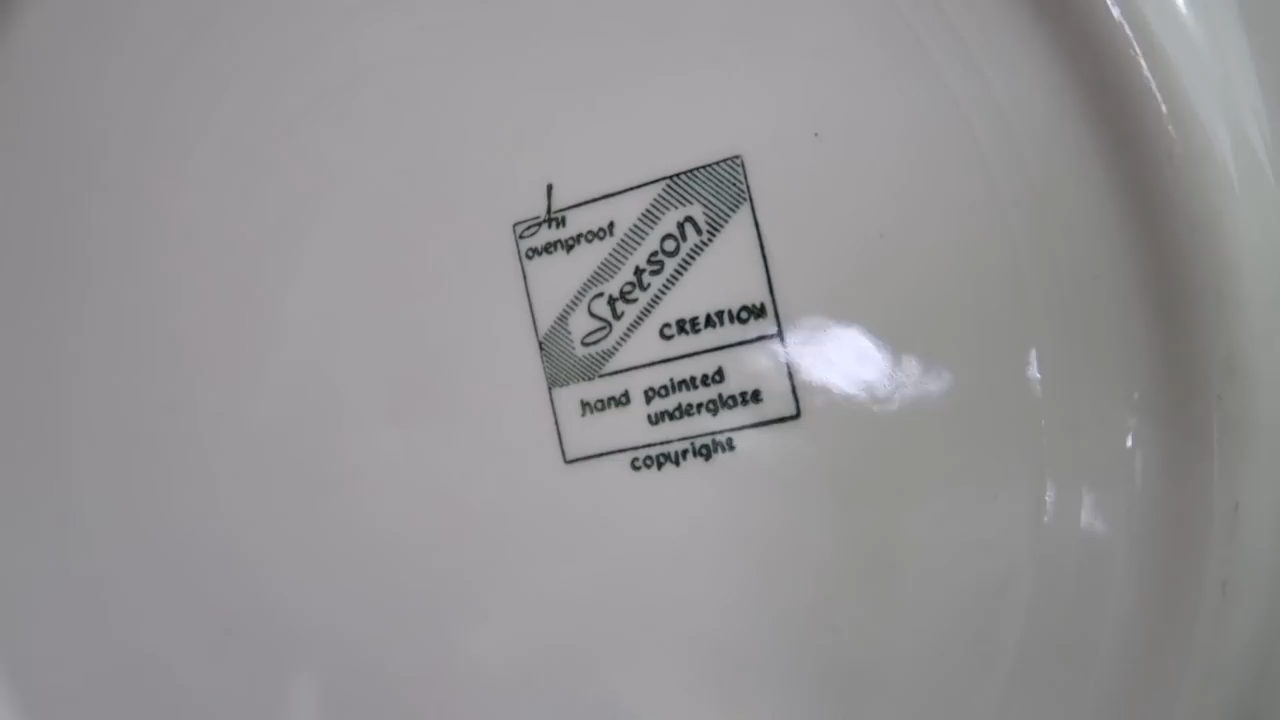 An
ovenproof
Stetson
CREATION
hand painted
underglaze
copyright